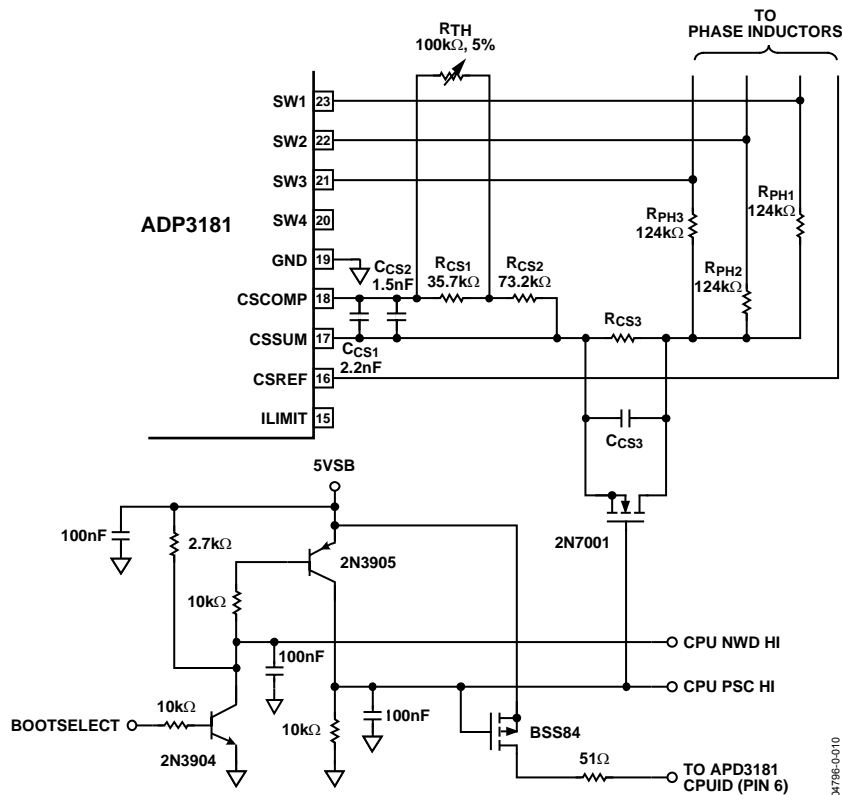 TO
PHASE INDUCTORS
RTH
100kΩ, 5%
SW1 23
SW2 22
SW3 21
SW4 20
ADP3181
GND 19
CSCOMP 18
CSSUM 17
CSREF 16
ILIMIT 15
CCS2
1.5nF
RCS1
35.7kΩ
RCS2
73.2kΩ
RPH3
124kΩ
RPH1
124kΩ
RPH2
124kΩ
RCS3
CCS1
2.2nF
CCS3
2N7001
5VSB
100nF
2.7kΩ
2N3905
10kΩ
100nF
CPU NWD HI
CPU PSC HI
BOOTSELECT
10kΩ
2N3904
10kΩ
100nF
BSS84
51Ω
TO APD3181
CPUID (PIN 6)
04796-0-010